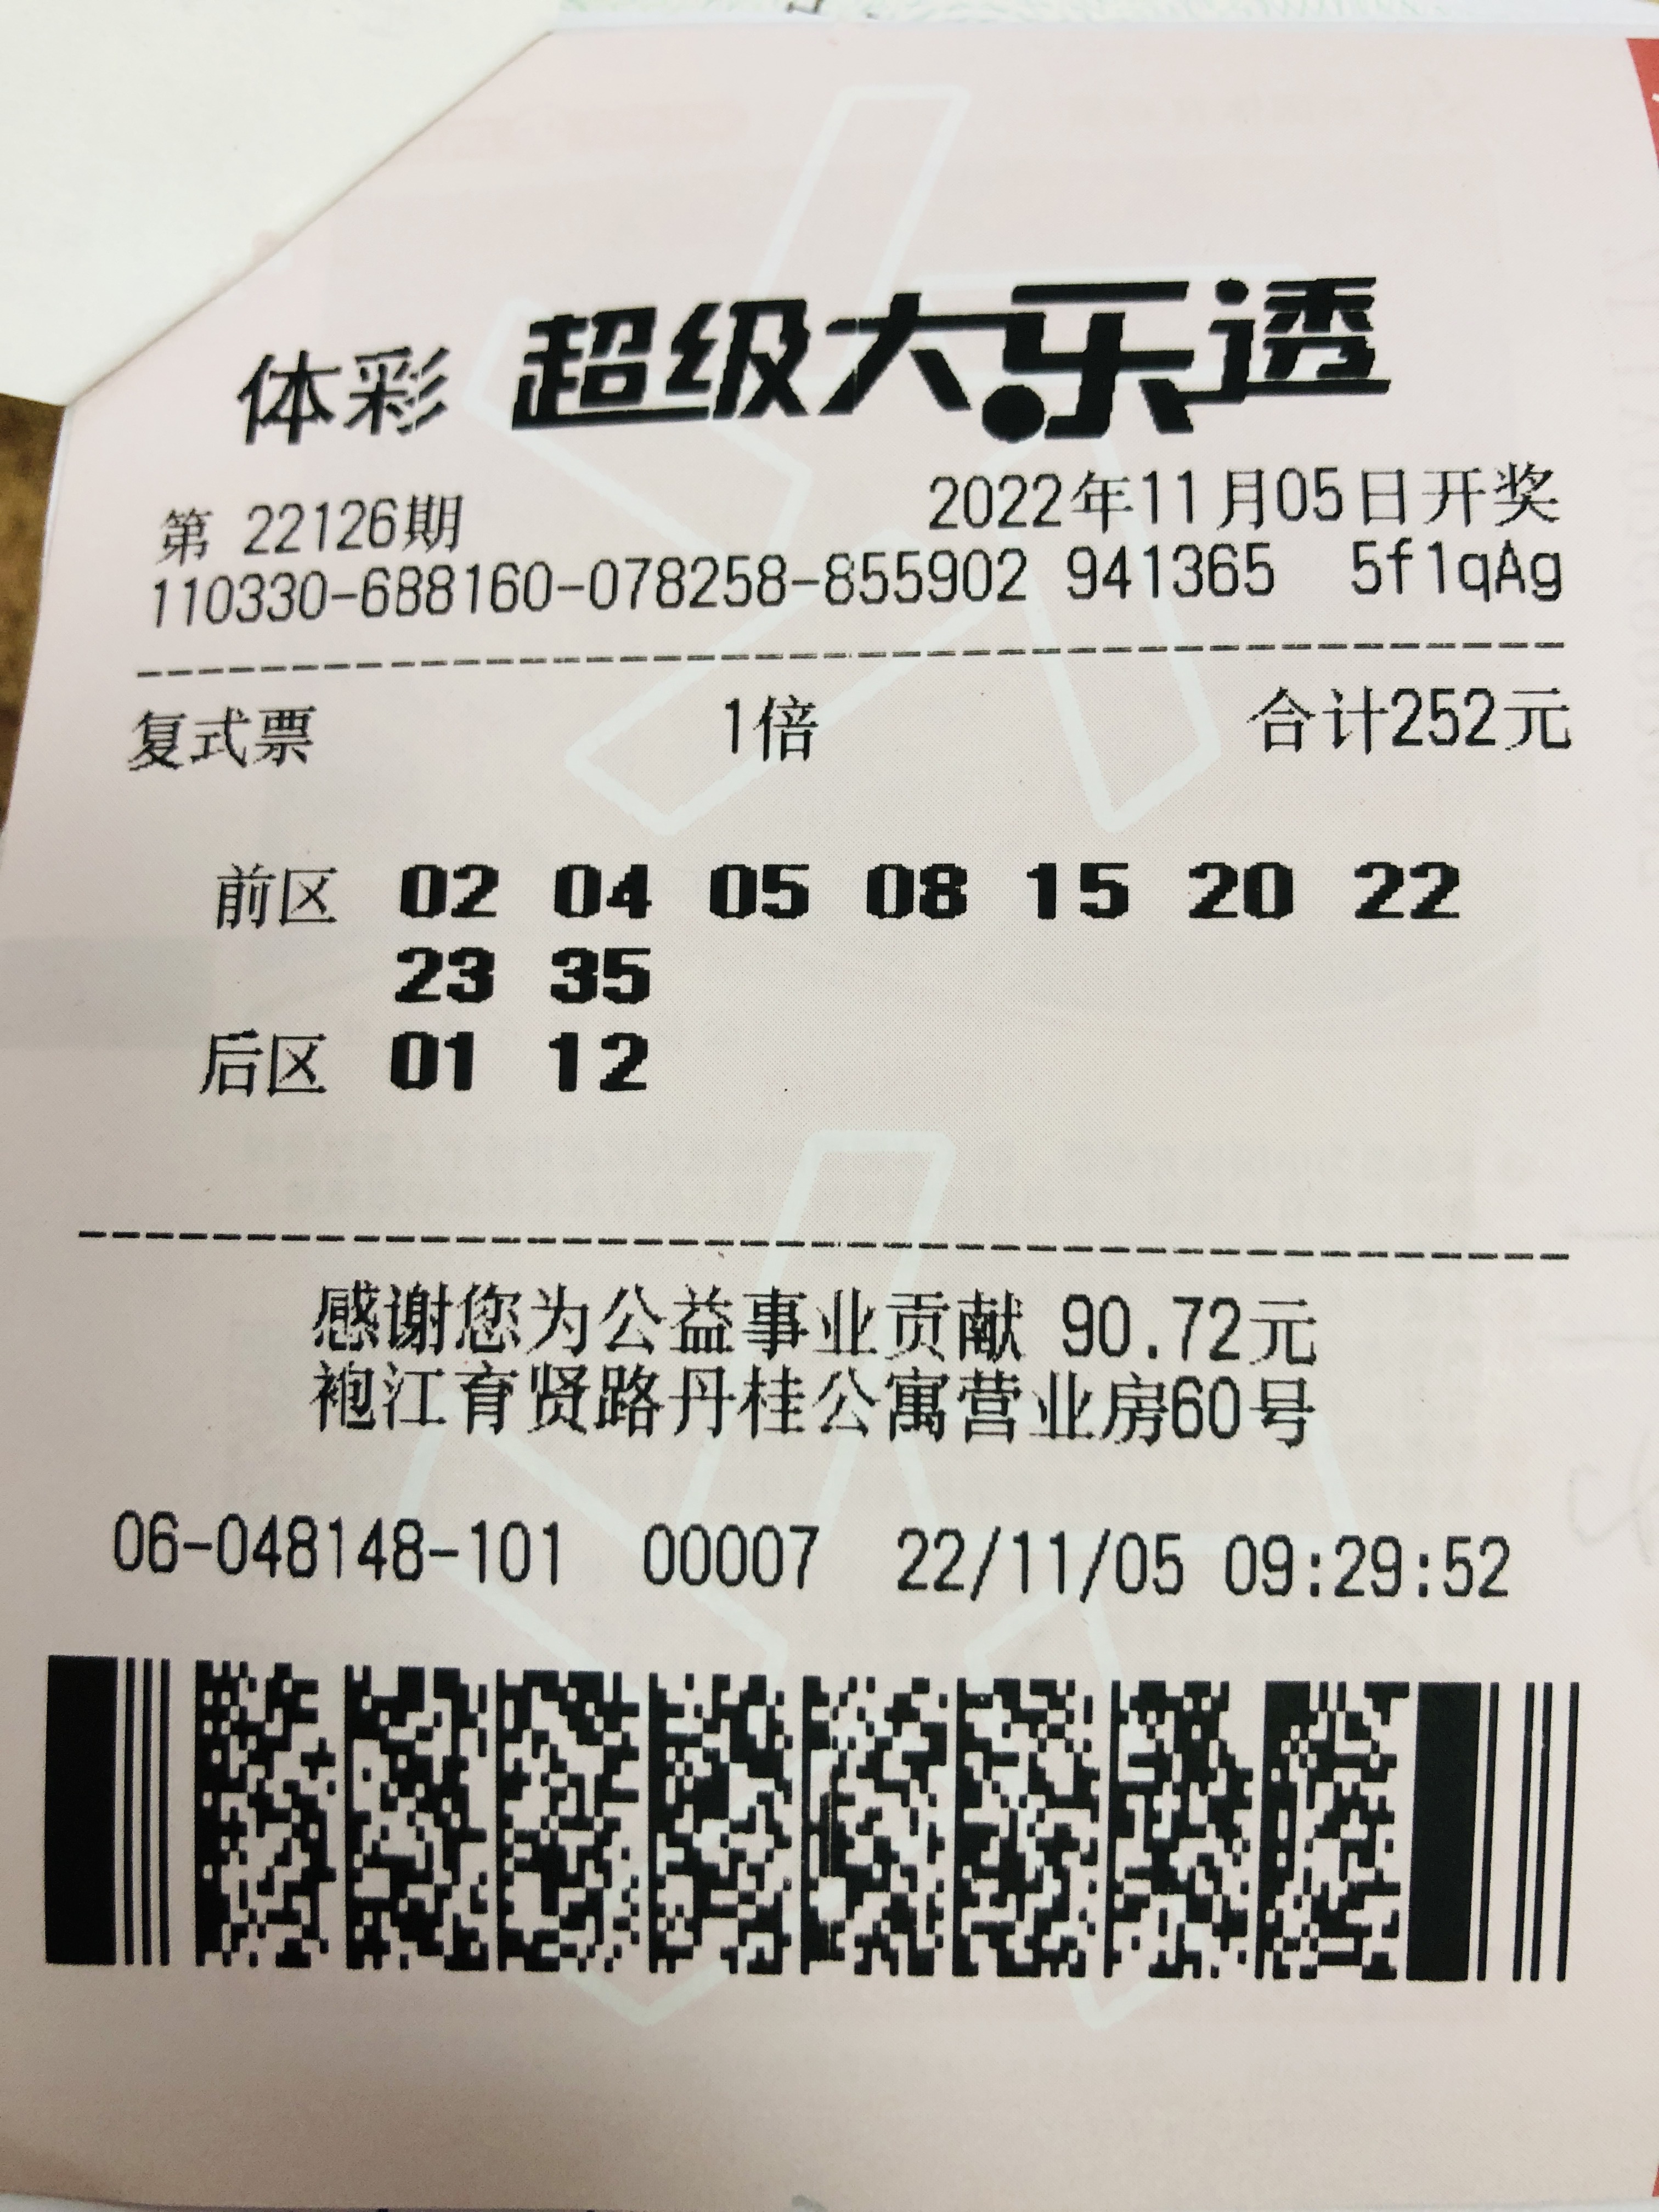 体彩 超级大乐透
第 22126期 2022年11月05日开奖
110330-688160-078258-855902 941365 5f1qAg
复式票 1倍 合计252元
前区 02 04 05 08 15 20 22
23 35
后区 01 12
感谢您为公益事业贡献 90.72元
袍江育贤路丹桂公寓营业房60号
06-048148-101 00007 22/11/05 09:29:52